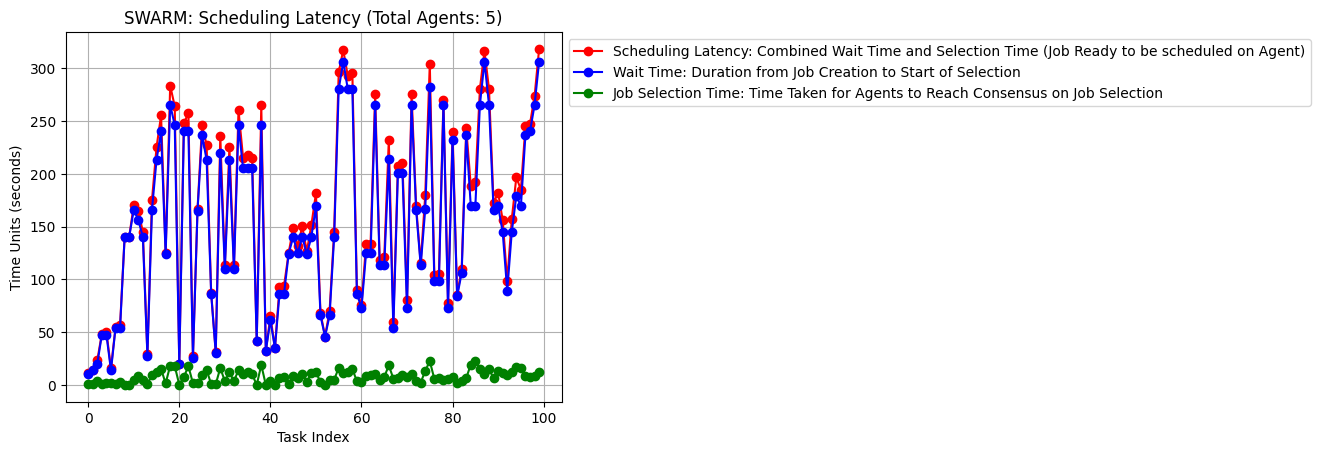 SWARM: Scheduling Latency (Total Agents: 5)
Scheduling Latency: Combined Wait Time and Selection Time (Job Ready to be scheduled on Agent)
Wait Time: Duration from Job Creation to Start of Selection
Job Selection Time: Time Taken for Agents to Reach Consensus on Job Selection
Time Units (seconds)
300
250
200
150
100
50
0
0 20 40 60 80 100
Task Index